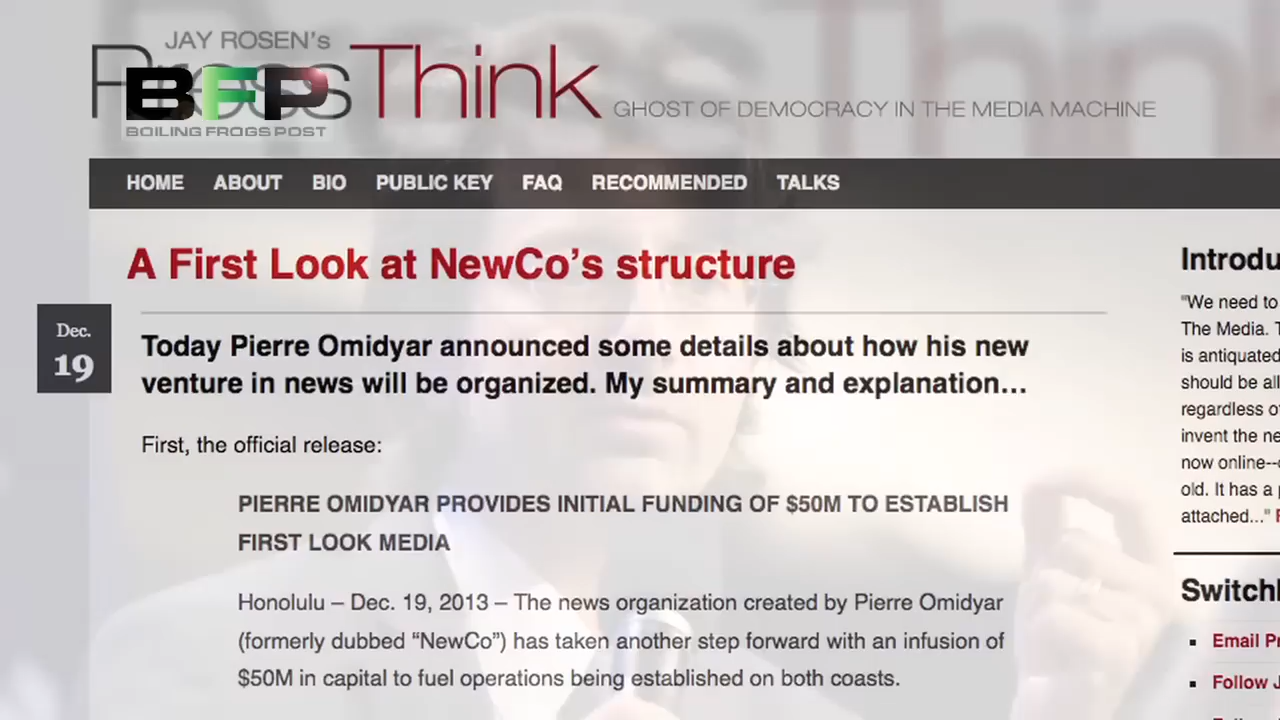 JAY ROSEN's
Press Think GHOST OF DEMOCRACY IN THE MEDIA MACHINE
BFP
BOILING FROGS POST
HOME ABOUT BIO PUBLIC KEY FAQ RECOMMENDED TALKS
A First Look at NewCo's structure
Dec.
19
Today Pierre Omidyar announced some details about how his new
venture in news will be organized. My summary and explanation...
First, the official release:
PIERRE OMIDYAR PROVIDES INITIAL FUNDING OF $50M TO ESTABLISH
FIRST LOOK MEDIA
Honolulu – Dec. 19, 2013 – The news organization created by Pierre Omidyar
(formerly dubbed “NewCo”) has taken another step forward with an infusion of
$50M in capital to fuel operations being established on both coasts.
Introdu
"We need to
The Media. T
is antiquated
should be all
regardless of
invent the ne
now online--
old. It has a
attached..."
Switch
Email Pr
Follow J